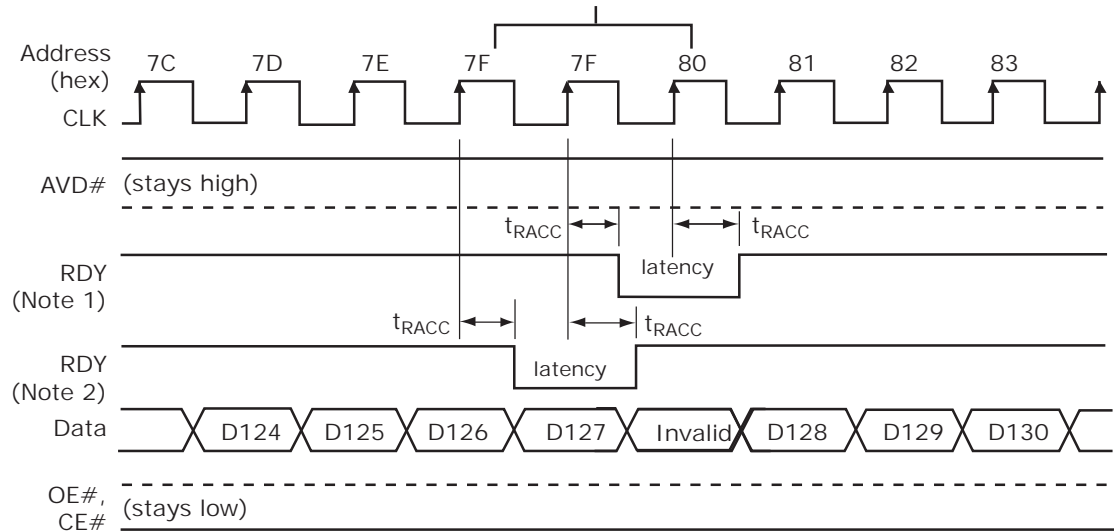 Address
(hex)
7C 7D 7E 7F 7F 80 81 82 83
CLK
AVD# (stays high)
tRACC tRACC
RDY
(Note 1)
latency
tRACC tRACC
RDY
(Note 2)
latency
Data D124 D125 D126 D127 Invalid D128 D129 D130
OE#,
CE#
(stays low)